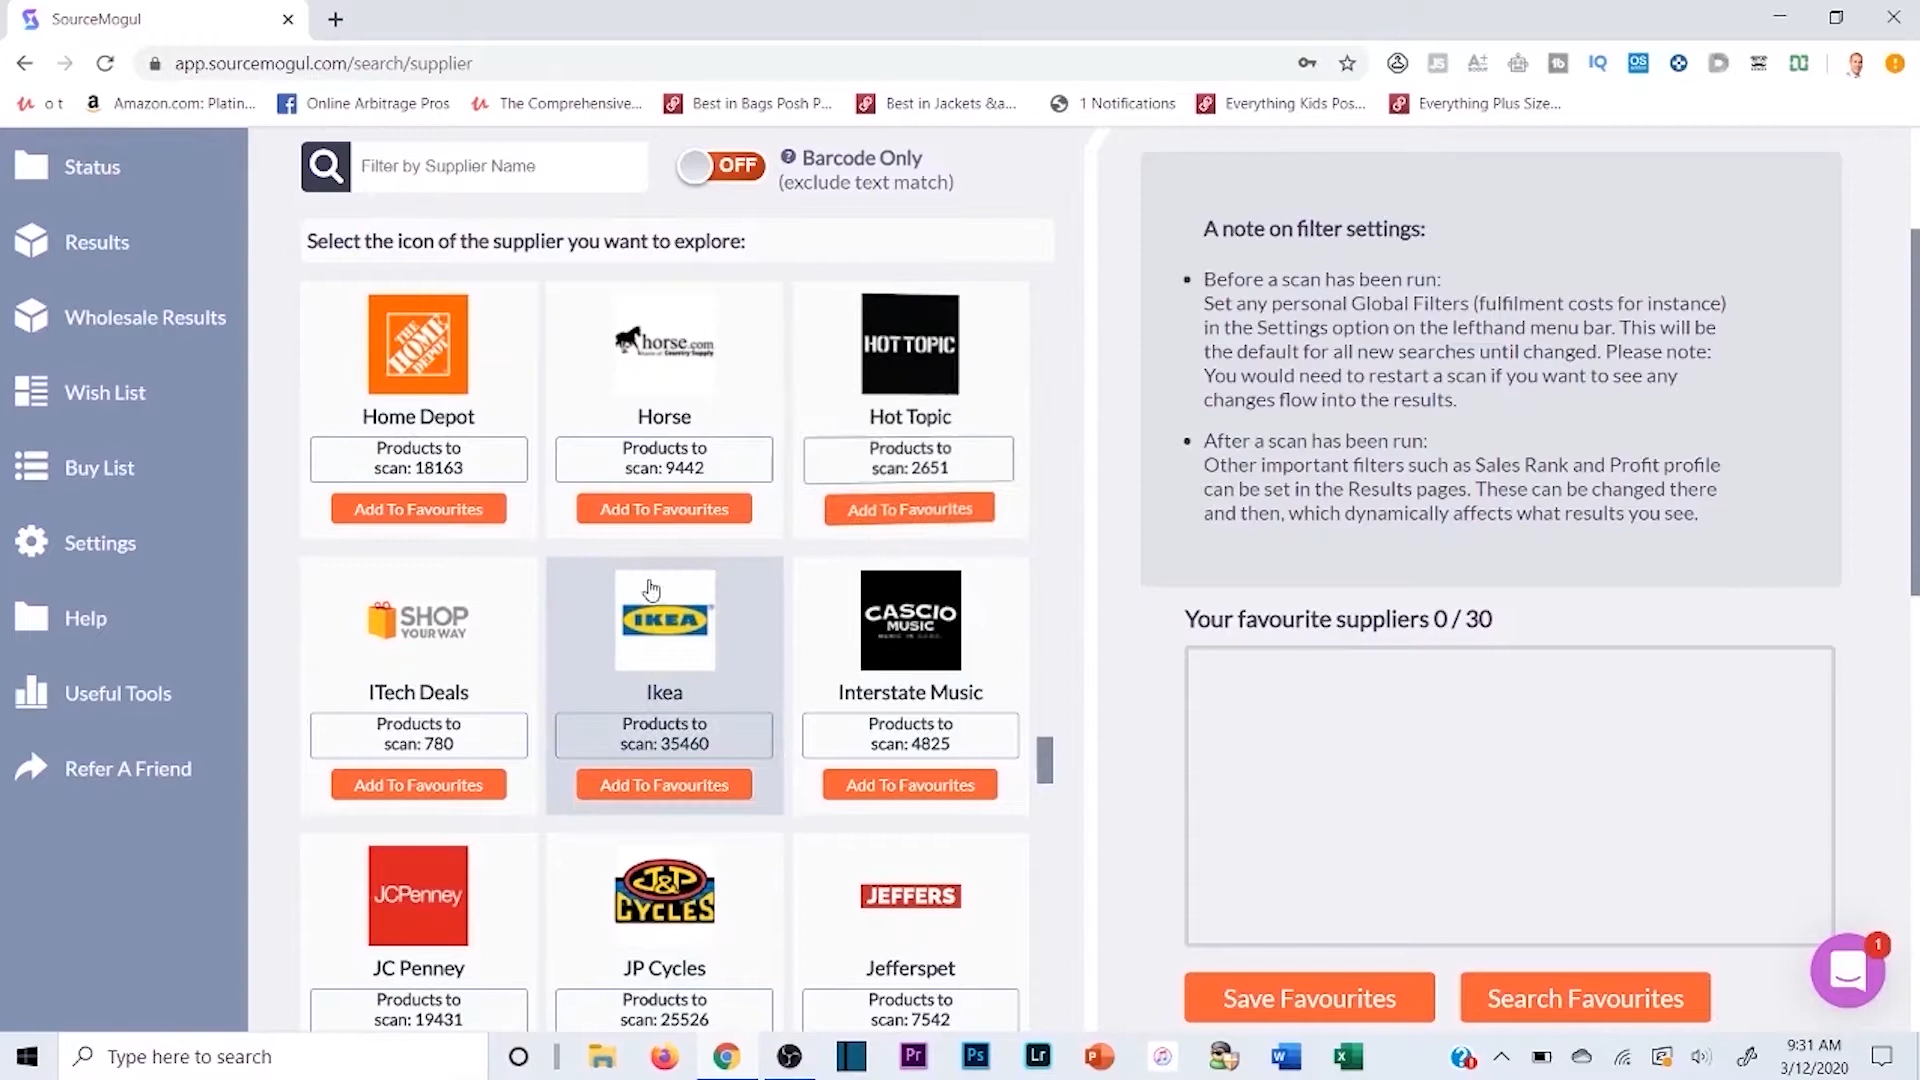 SourceMogul
app.sourcemogul.com/search/supplier
o t
Amazon.com: Platin...
Online Arbitrage Pros
The Comprehensive...
Best in Bags Posh P...
Best in Jackets &a...
1 Notifications
Everything Kids Pos...
Everything Plus Size...
Status
Results
Wholesale Results
Wish List
Buy List
Settings
Help
Useful Tools
Refer A Friend
Filter by Supplier Name
OFF
Barcode Only
(exclude text match)
Select the icon of the supplier you want to explore:
THE
HOME
DEPOT
horse.com
HOT TOPIC
Home Depot
Horse
Hot Topic
Products to
scan: 18163
Products to
scan: 9442
Products to
scan: 2651
Add To Favourites
Add To Favourites
Add To Favourites
SHOP
YOUR WAY
IKEA
CASCIO
MUSIC
ITech Deals
Ikea
Interstate Music
Products to
scan: 780
Products to
scan: 35460
Products to
scan: 4825
Add To Favourites
Add To Favourites
Add To Favourites
JCPenney
J&P
CYCLES
JEFFERS
JC Penney
JP Cycles
Jefferspet
Products to
scan: 19431
Products to
scan: 25526
Products to
scan: 7542
A note on filter settings:
Before a scan has been run:
Set any personal Global Filters (fulfilment costs for instance)
in the Settings option on the lefthand menu bar. This will be
the default for all new searches until changed. Please note:
You would need to restart a scan if you want to see any
changes flow into the results.
After a scan has been run:
Other important filters such as Sales Rank and Profit profile
can be set in the Results pages. These can be changed there
and then, which dynamically affects what results you see.
Your favourite suppliers 0 / 30
Save Favourites
Search Favourites
1
Type here to search
Pr
Ps
Lr
9:31 AM
3/12/2020